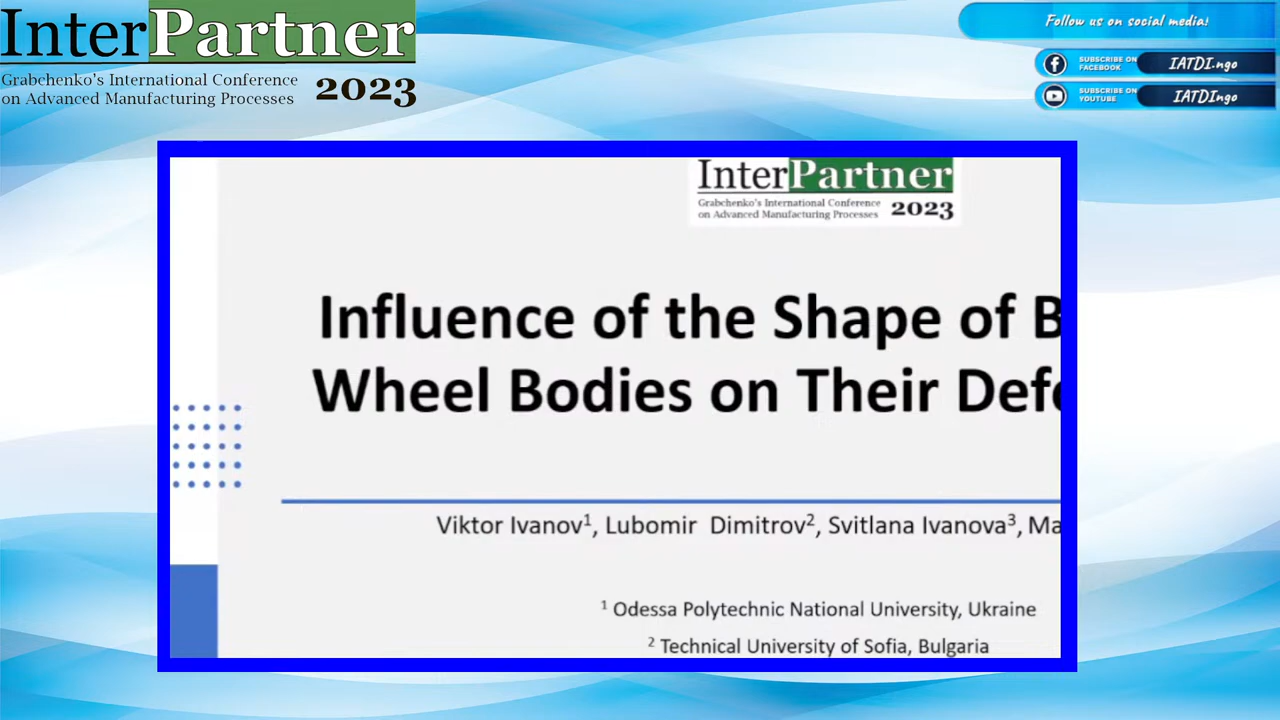 InterPartner
Grabchenko's International Conference
on Advanced Manufacturing Processes
2023
Follow us on social media!
SUBSCRIBE ON
FACEBOOK
IATDI.ngo
SUBSCRIBE ON
YOUTUBE
IATDIngo
InterPartner
Grabchenko's International Conference
on Advanced Manufacturing Processes
2023
Influence of the Shape of B
Wheel Bodies on Their Defo
Viktor Ivanov¹, Lubomir Dimitrov², Svitlana Ivanova³, Ma
¹ Odessa Polytechnic National University, Ukraine
² Technical University of Sofia, Bulgaria